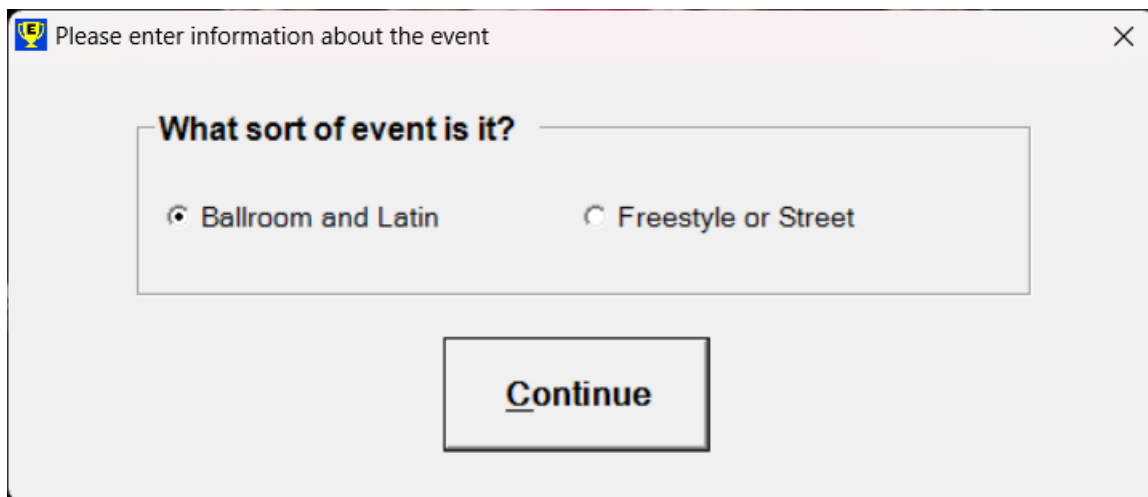 E
Please enter information about the event
What sort of event is it?
Ballroom and Latin
Freestyle or Street
Continue